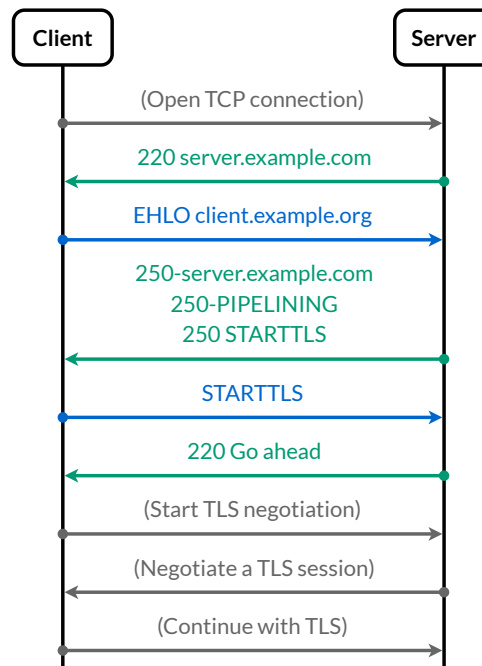 Client
Server
(Open TCP connection)
220 server.example.com
EHLO client.example.org
250-server.example.com
250-PIPELINING
250 STARTTLS
STARTTLS
220 Go ahead
(Start TLS negotiation)
(Negotiate a TLS session)
(Continue with TLS)